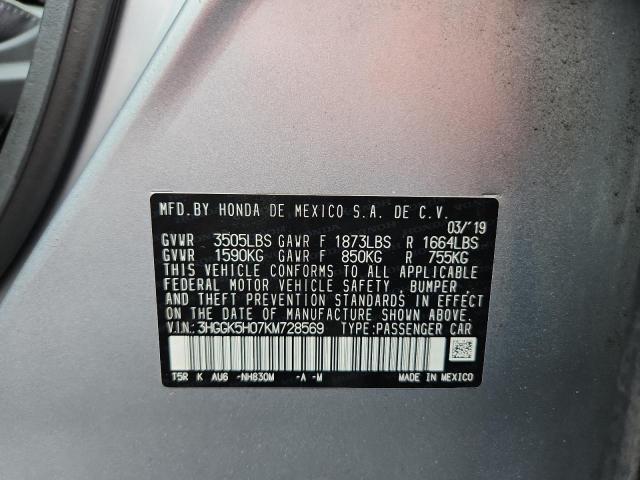 MFD.BY HONDA DE MEXICO S.A. DE C.V.
03/'19
GVWR 3505LBS GAWR F 1873LBS R 1664LBS
GVWR 1590KG GAWR F 850KG R 755KG
THIS VEHICLE CONFORMS TO ALL APPLICABLE
FEDERAL MOTOR VEHICLE SAFETY , BUMPER ,
AND THEFT PREVENTION STANDARDS IN EFFECT
ON THE DATE OF MANUFACTURE SHOWN ABOVE.
V.I.N.:3HGGK5H07KM728569 TYPE:PASSENGER CAR
T5R K AU6 -NH830M -A -M MADE IN MEXICO